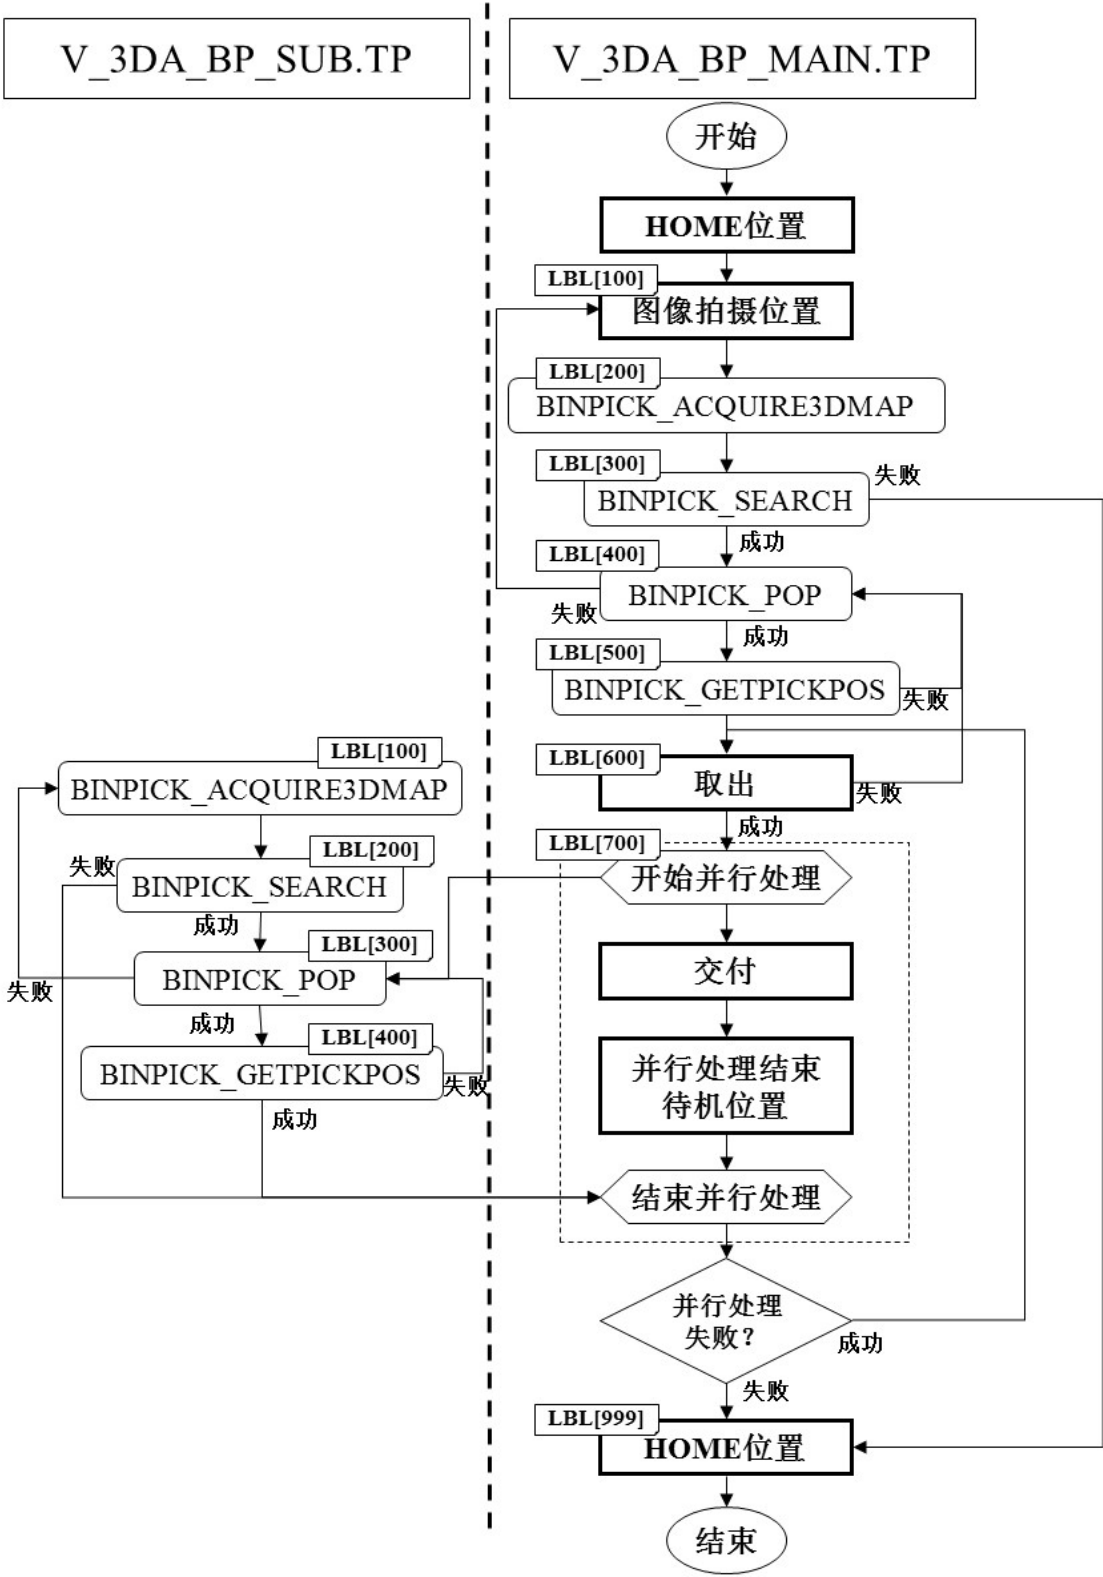 V_3DA_BP_SUB.TP
V_3DA_BP_MAIN.TP
开始
HOME位置
LBL[100]
图像拍摄位置
LBL[200]
BINPICK_ACQUIRE3DMAP
LBL[300]
失败
BINPICK_SEARCH
成功
LBL[400]
BINPICK_POP
失败
成功
LBL[500]
BINPICK_GETPICKPOS
失败
LBL[600]
取出
失败
成功
LBL[700]
开始并行处理
交付
并行处理结束
待机位置
结束并行处理
并行处理
失败?
成功
失败
LBL[999]
HOME位置
结束
LBL[100]
BINPICK_ACQUIRE3DMAP
LBL[200]
失败
BINPICK_SEARCH
成功
LBL[300]
BINPICK_POP
失败
成功
LBL[400]
BINPICK_GETPICKPOS
失败
成功